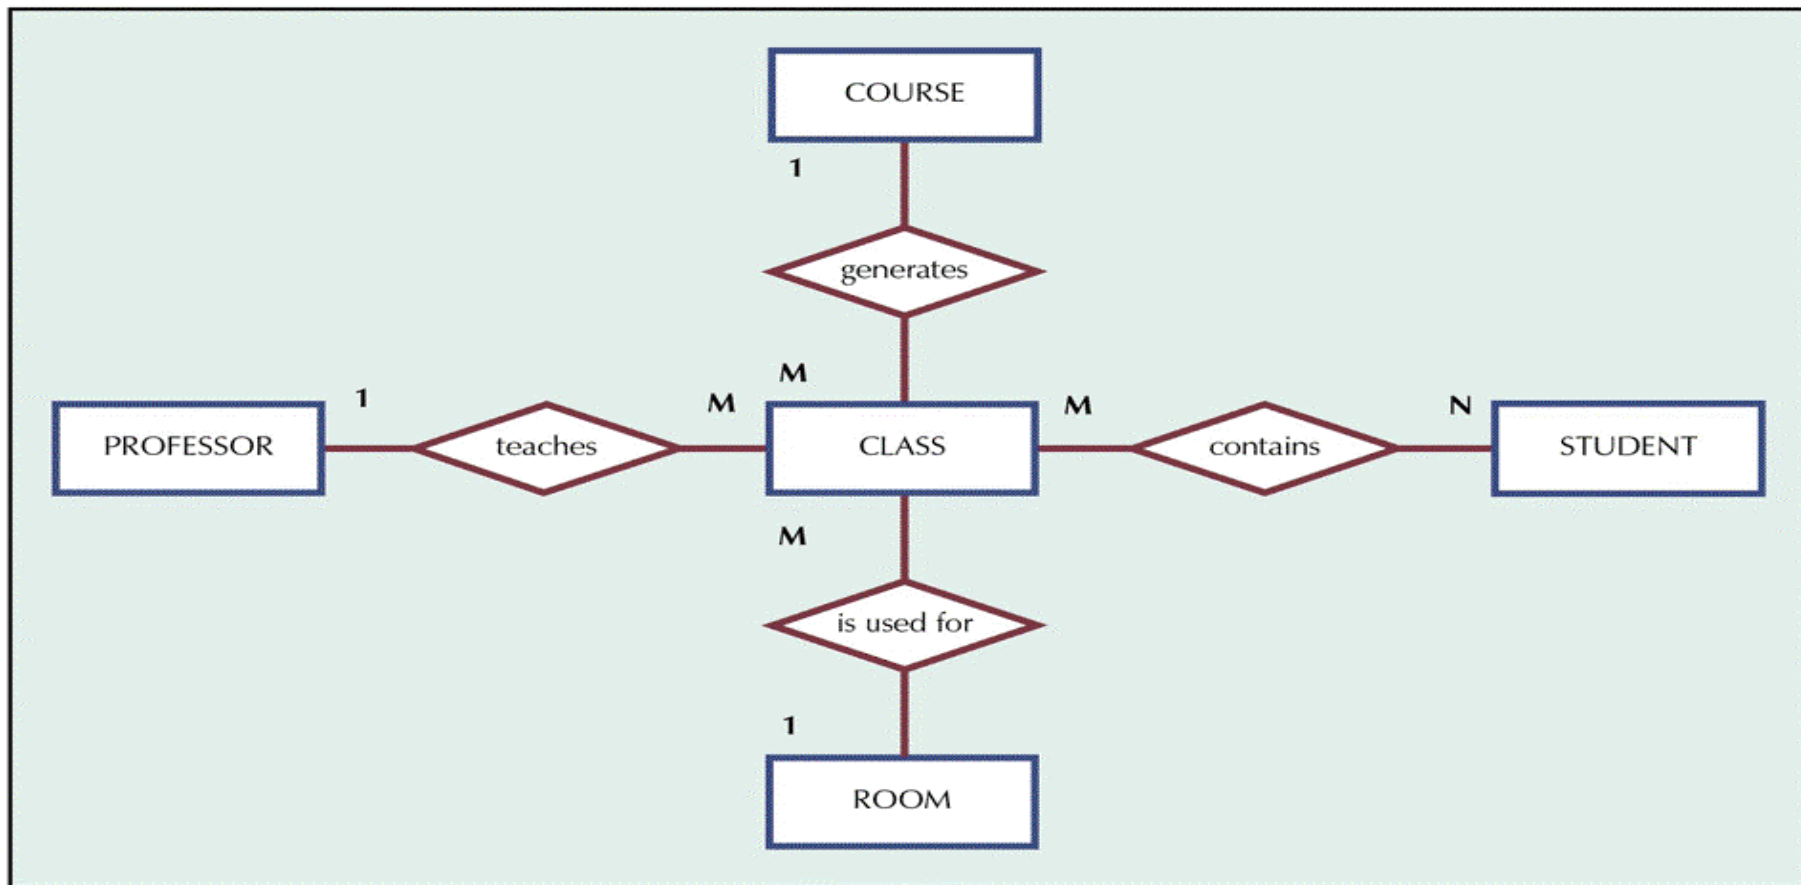 COURSE
1
generates
M
PROFESSOR
1
teaches
M
CLASS
M
contains
N
STUDENT
M
is used for
1
ROOM